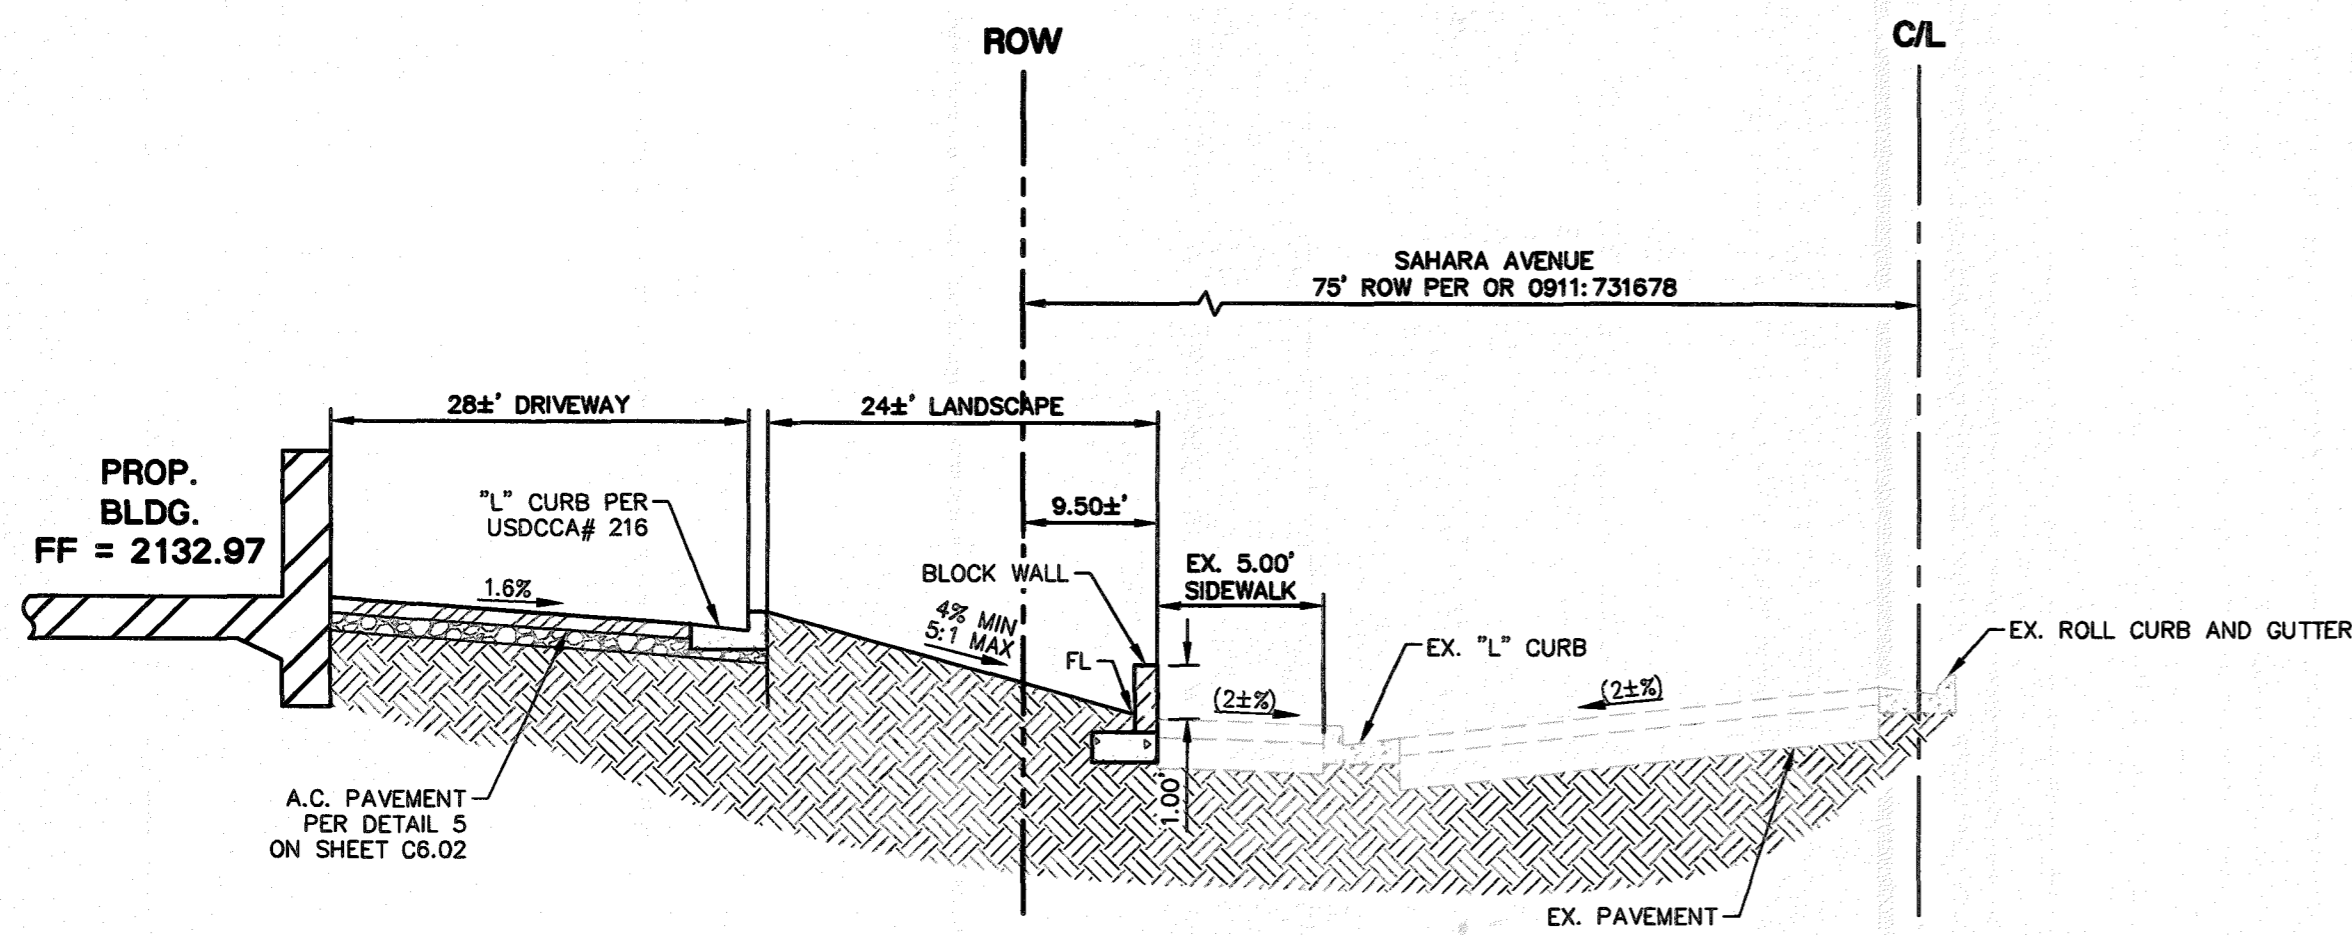 ROW
C/L
SAHARA AVENUE
75' ROW PER OR 0911:731678
28±' DRIVEWAY
24±' LANDSCAPE
PROP.
BLDG.
FF = 2132.97
"L" CURB PER
USDCCA# 216
9.50±'
BLOCK WALL
EX. 5.00'
SIDEWALK
1.6%
4% MIN
5:1 MAX
FL
EX. "L" CURB
EX. ROLL CURB AND GUTTER
(2±%)
(2±%)
1.00'
A.C. PAVEMENT
PER DETAIL 5
ON SHEET C6.02
EX. PAVEMENT